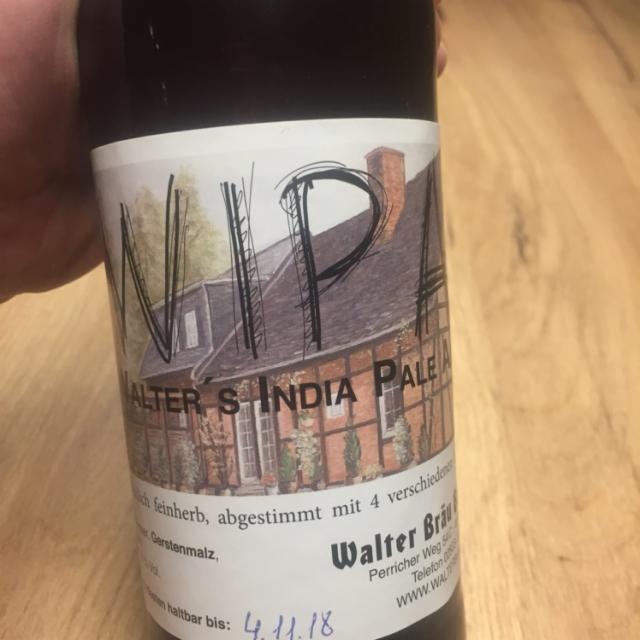 WIPA
WALTER´S INDIA PALE A
feinherb, abgestimmt mit 4 verschiedenen
Gerstenmalz,
Walter Bräu
Perricher Weg
Telefon
WWW.WAL
haltbar bis: 4.11.18